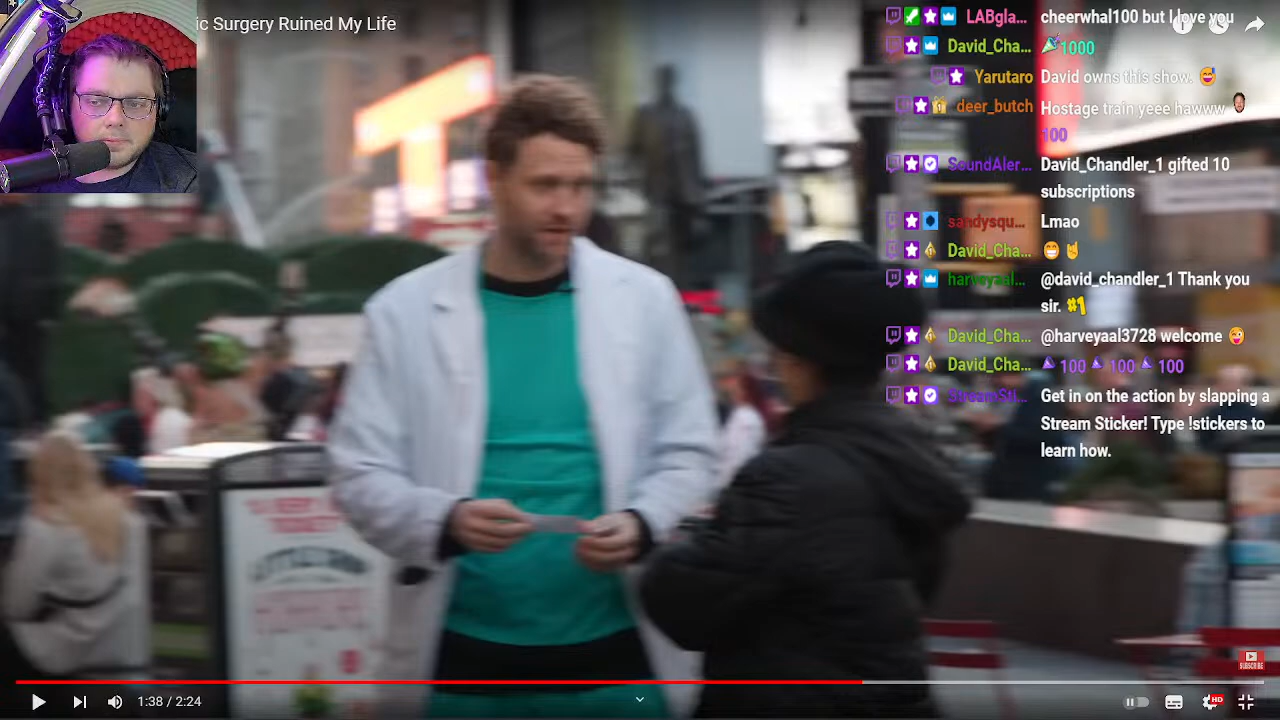 ic Surgery Ruined My Life
LABgla... cheerwhal100 but I love you
David_Cha... 1000
Yarutaro David owns this show.
deer_butch Hostage train yeee hawww
100
SoundAler... David_Chandler_1 gifted 10
subscriptions
sandysqu... Lmao
David_Cha...
harveyaal... @david_chandler_1 Thank you
sir. #1
David_Cha... @harveyaal3728 welcome
David_Cha... 100 100 100
StreamSti... Get in on the action by slapping a
Stream Sticker! Type !stickers to
learn how.
SUBSCRIBE
1:38 / 2:24
HD